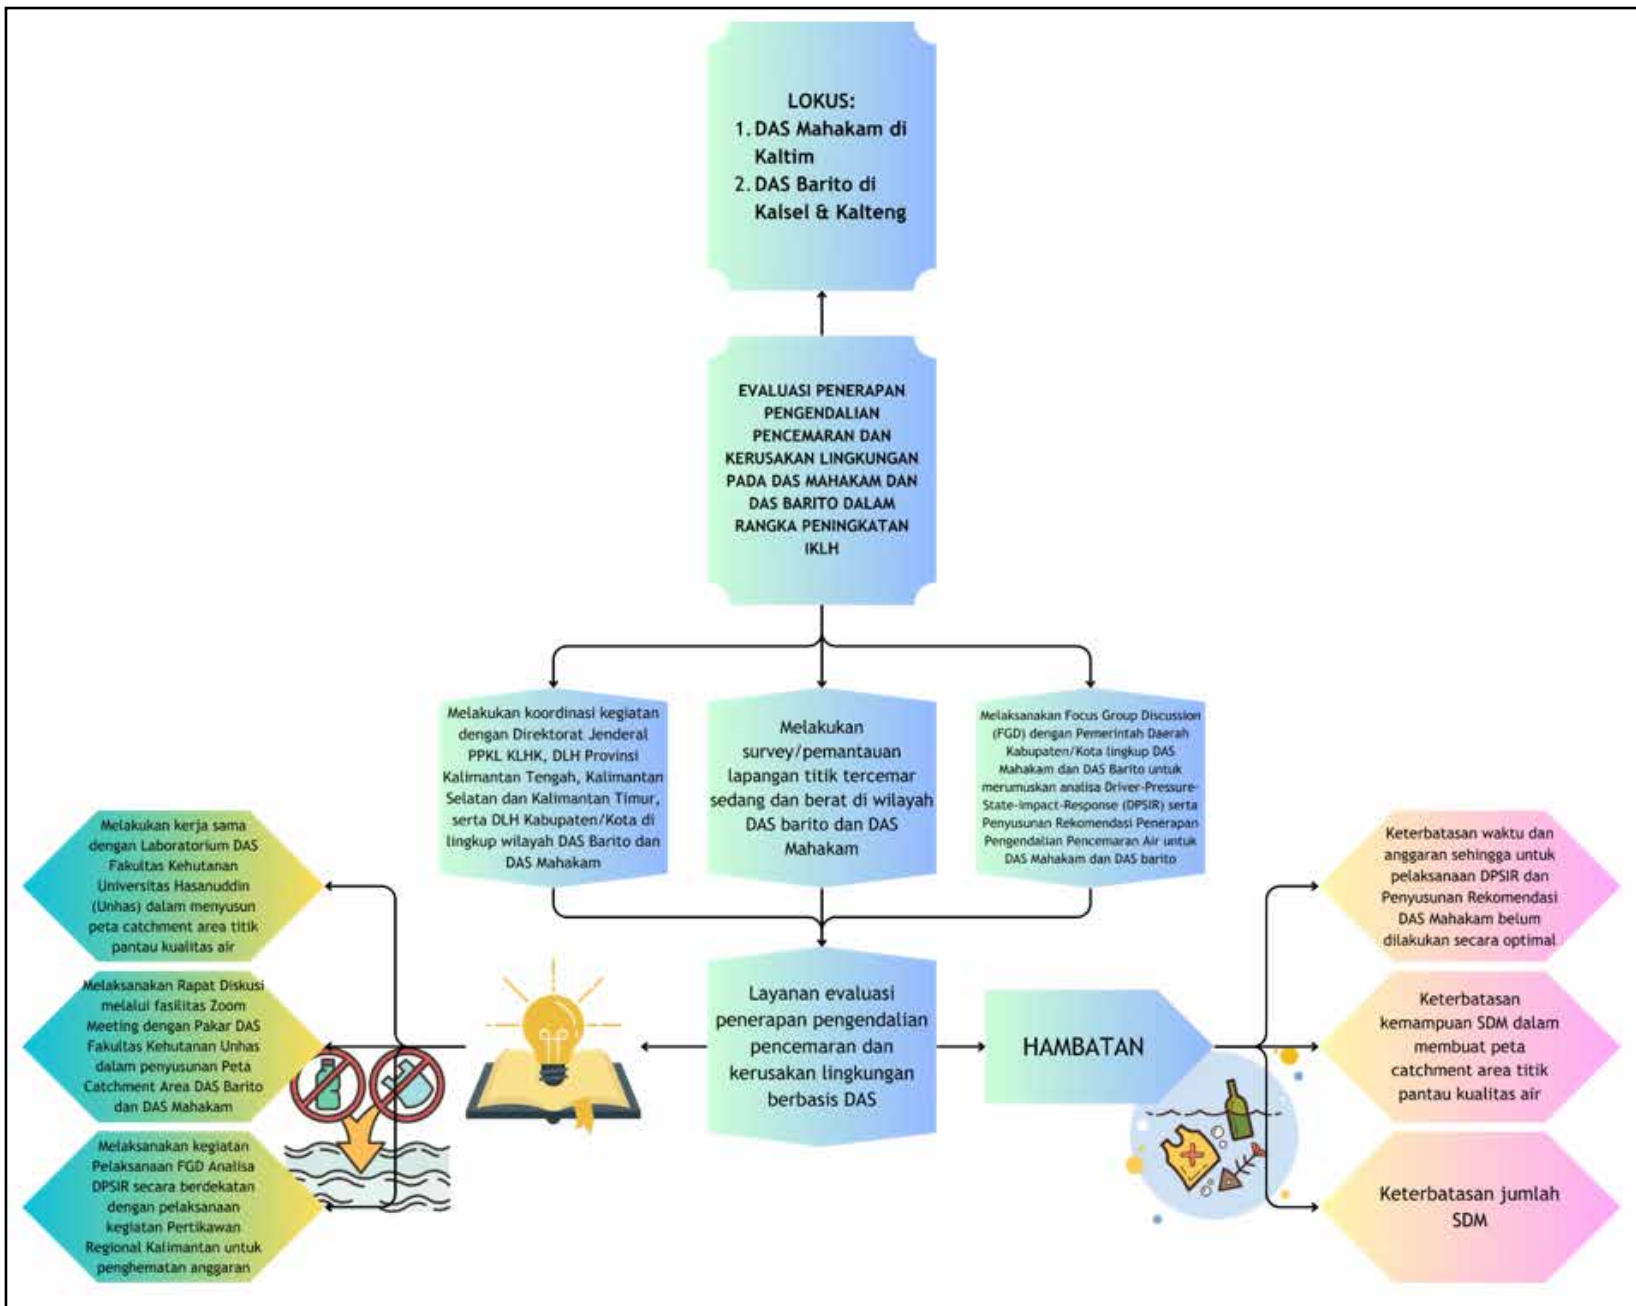 LOKUS:
1. DAS Mahakam di
Kaltim
2. DAS Barito di
Kalsel & Kalteng
EVALUASI PENERAPAN
PENGENDALIAN
PENCEMARAN DAN
KERUSAKAN LINGKUNGAN
PADA DAS MAHAKAM DAN
DAS BARITO DALAM
RANGKA PENINGKATAN
IKLH
Melakukan koordinasi kegiatan
dengan Direktorat Jenderal
PPKL KLHK, DLH Provinsi
Kalimantan Tengah, Kalimantan
Selatan dan Kalimantan Timur,
serta DLH Kabupaten/Kota di
lingkup wilayah DAS Barito dan
DAS Mahakam
Melakukan
survey/pemantauan
lapangan titik tercemar
sedang dan berat di wilayah
DAS barito dan DAS
Mahakam
Melaksanakan Focus Group Discussion
(FGD) dengan Pemerintah Daerah
Kabupaten/Kota lingkup DAS
Mahakam dan DAS Barito untuk
merumuskan analisa Driver-Pressure-
State-Impact-Response (DPSIR) serta
Penyusunan Rekomendasi Penerapan
Pengendalian Pencemaran Air untuk
DAS Mahakam dan DAS barito
Melakukan kerja sama
dengan Laboratorium DAS
Fakultas Kehutanan
Universitas Hasanuddin
(Unhas) dalam menyusun
peta catchment area titik
pantau kualitas air
Melaksanakan Rapat Diskusi
melalui fasilitas Zoom
Meeting dengan Pakar DAS
Fakultas Kehutanan Unhas
dalam penyusunan Peta
Catchment Area DAS Barito
dan DAS Mahakam
Melaksanakan kegiatan
Pelaksanaan FGD Analisa
DPSIR secara berdekatan
dengan pelaksanaan
kegiatan Pertikawan
Regional Kalimantan untuk
penghematan anggaran
Layanan evaluasi
penerapan pengendalian
pencemaran dan
kerusakan lingkungan
berbasis DAS
HAMBATAN
Keterbatasan waktu dan
anggaran sehingga untuk
pelaksanaan DPSIR dan
Penyusunan Rekomendasi
DAS Mahakam belum
dilakukan secara optimal
Keterbatasan
kemampuan SDM dalam
membuat peta
catchment area titik
pantau kualitas air
Keterbatasan jumlah
SDM